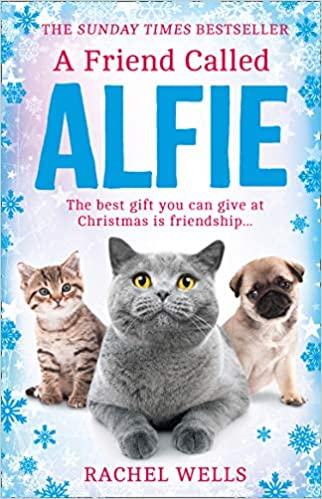 THE SUNDAY TIMES BESTSELLER
A Friend Called
ALFIE
The best gift you can give at
Christmas is friendship...
RACHEL WELLS